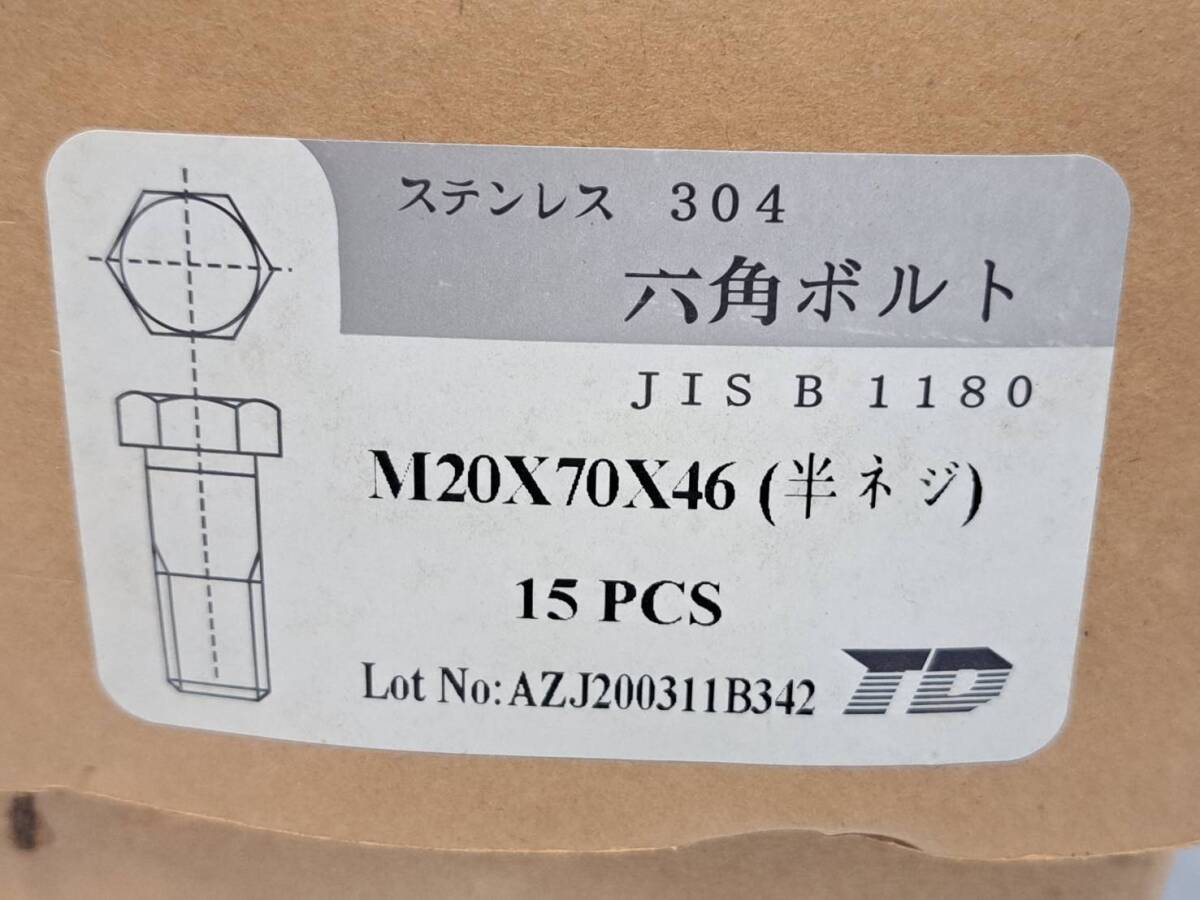 ステンレス ３０４
六角ボルト
ＪＩＳ Ｂ １１８０
M20X70X46 (半ネジ)
15 PCS
Lot No:AZJ200311B342
TD